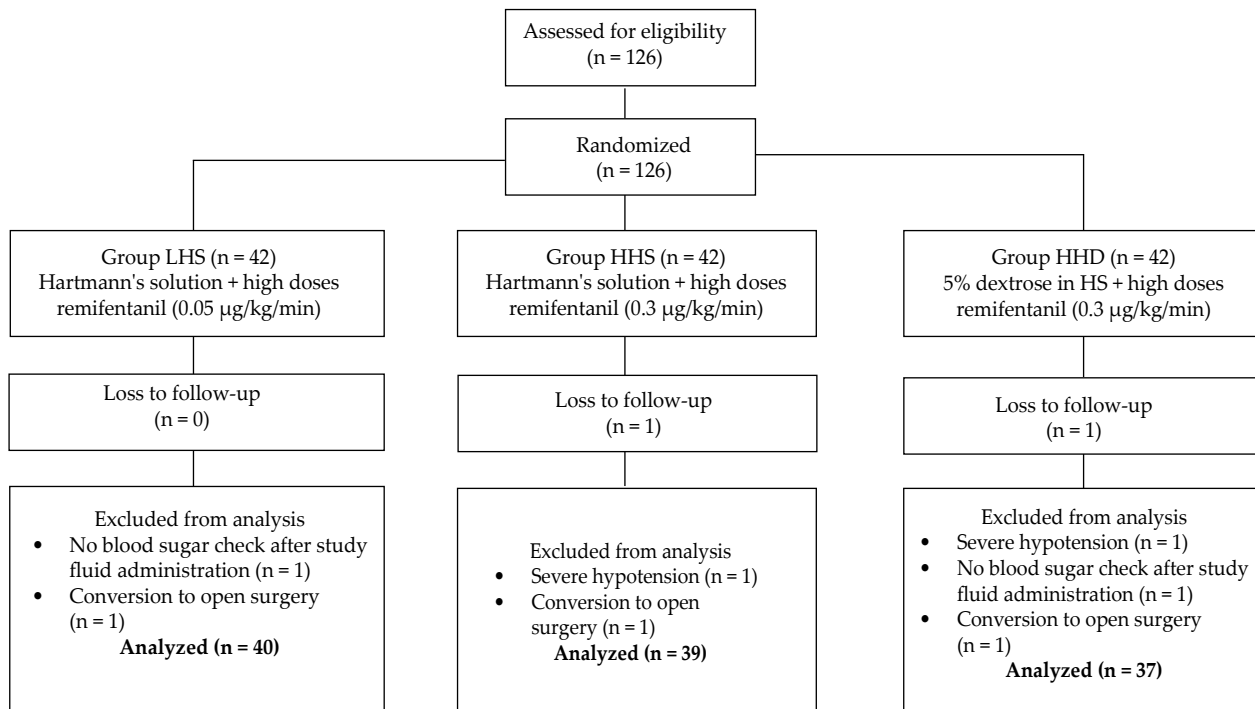 Assessed for eligibility
(n = 126)
Randomized
(n = 126)
Group LHS (n = 42)
Hartmann's solution + high doses
remifentanil (0.05 µg/kg/min)
Group HHS (n = 42)
Hartmann's solution + high doses
remifentanil (0.3 µg/kg/min)
Group HHD (n = 42)
5% dextrose in HS + high doses
remifentanil (0.3 µg/kg/min)
Loss to follow-up
(n = 0)
Loss to follow-up
(n = 1)
Loss to follow-up
(n = 1)
Excluded from analysis
• No blood sugar check after study
fluid administration (n = 1)
• Conversion to open surgery
(n = 1)
Analyzed (n = 40)
Excluded from analysis
• Severe hypotension (n = 1)
• Conversion to open
surgery (n = 1)
Analyzed (n = 39)
Excluded from analysis
• Severe hypotension (n = 1)
• No blood sugar check after study
fluid administration (n = 1)
• Conversion to open surgery
(n = 1)
Analyzed (n = 37)